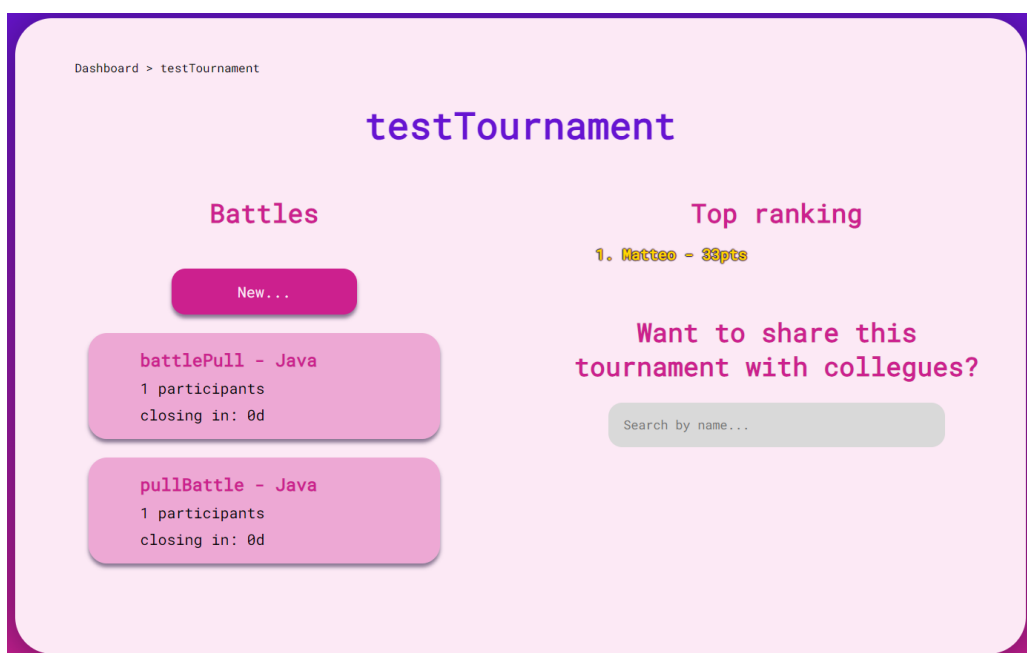 Dashboard > testTournament
testTournament
Battles
New...
battlePull - Java
1 participants
closing in: 0d
pullBattle - Java
1 participants
closing in: 0d
Top ranking
1. Matteo - 33pts
Want to share this
tournament with collegues?
Search by name...